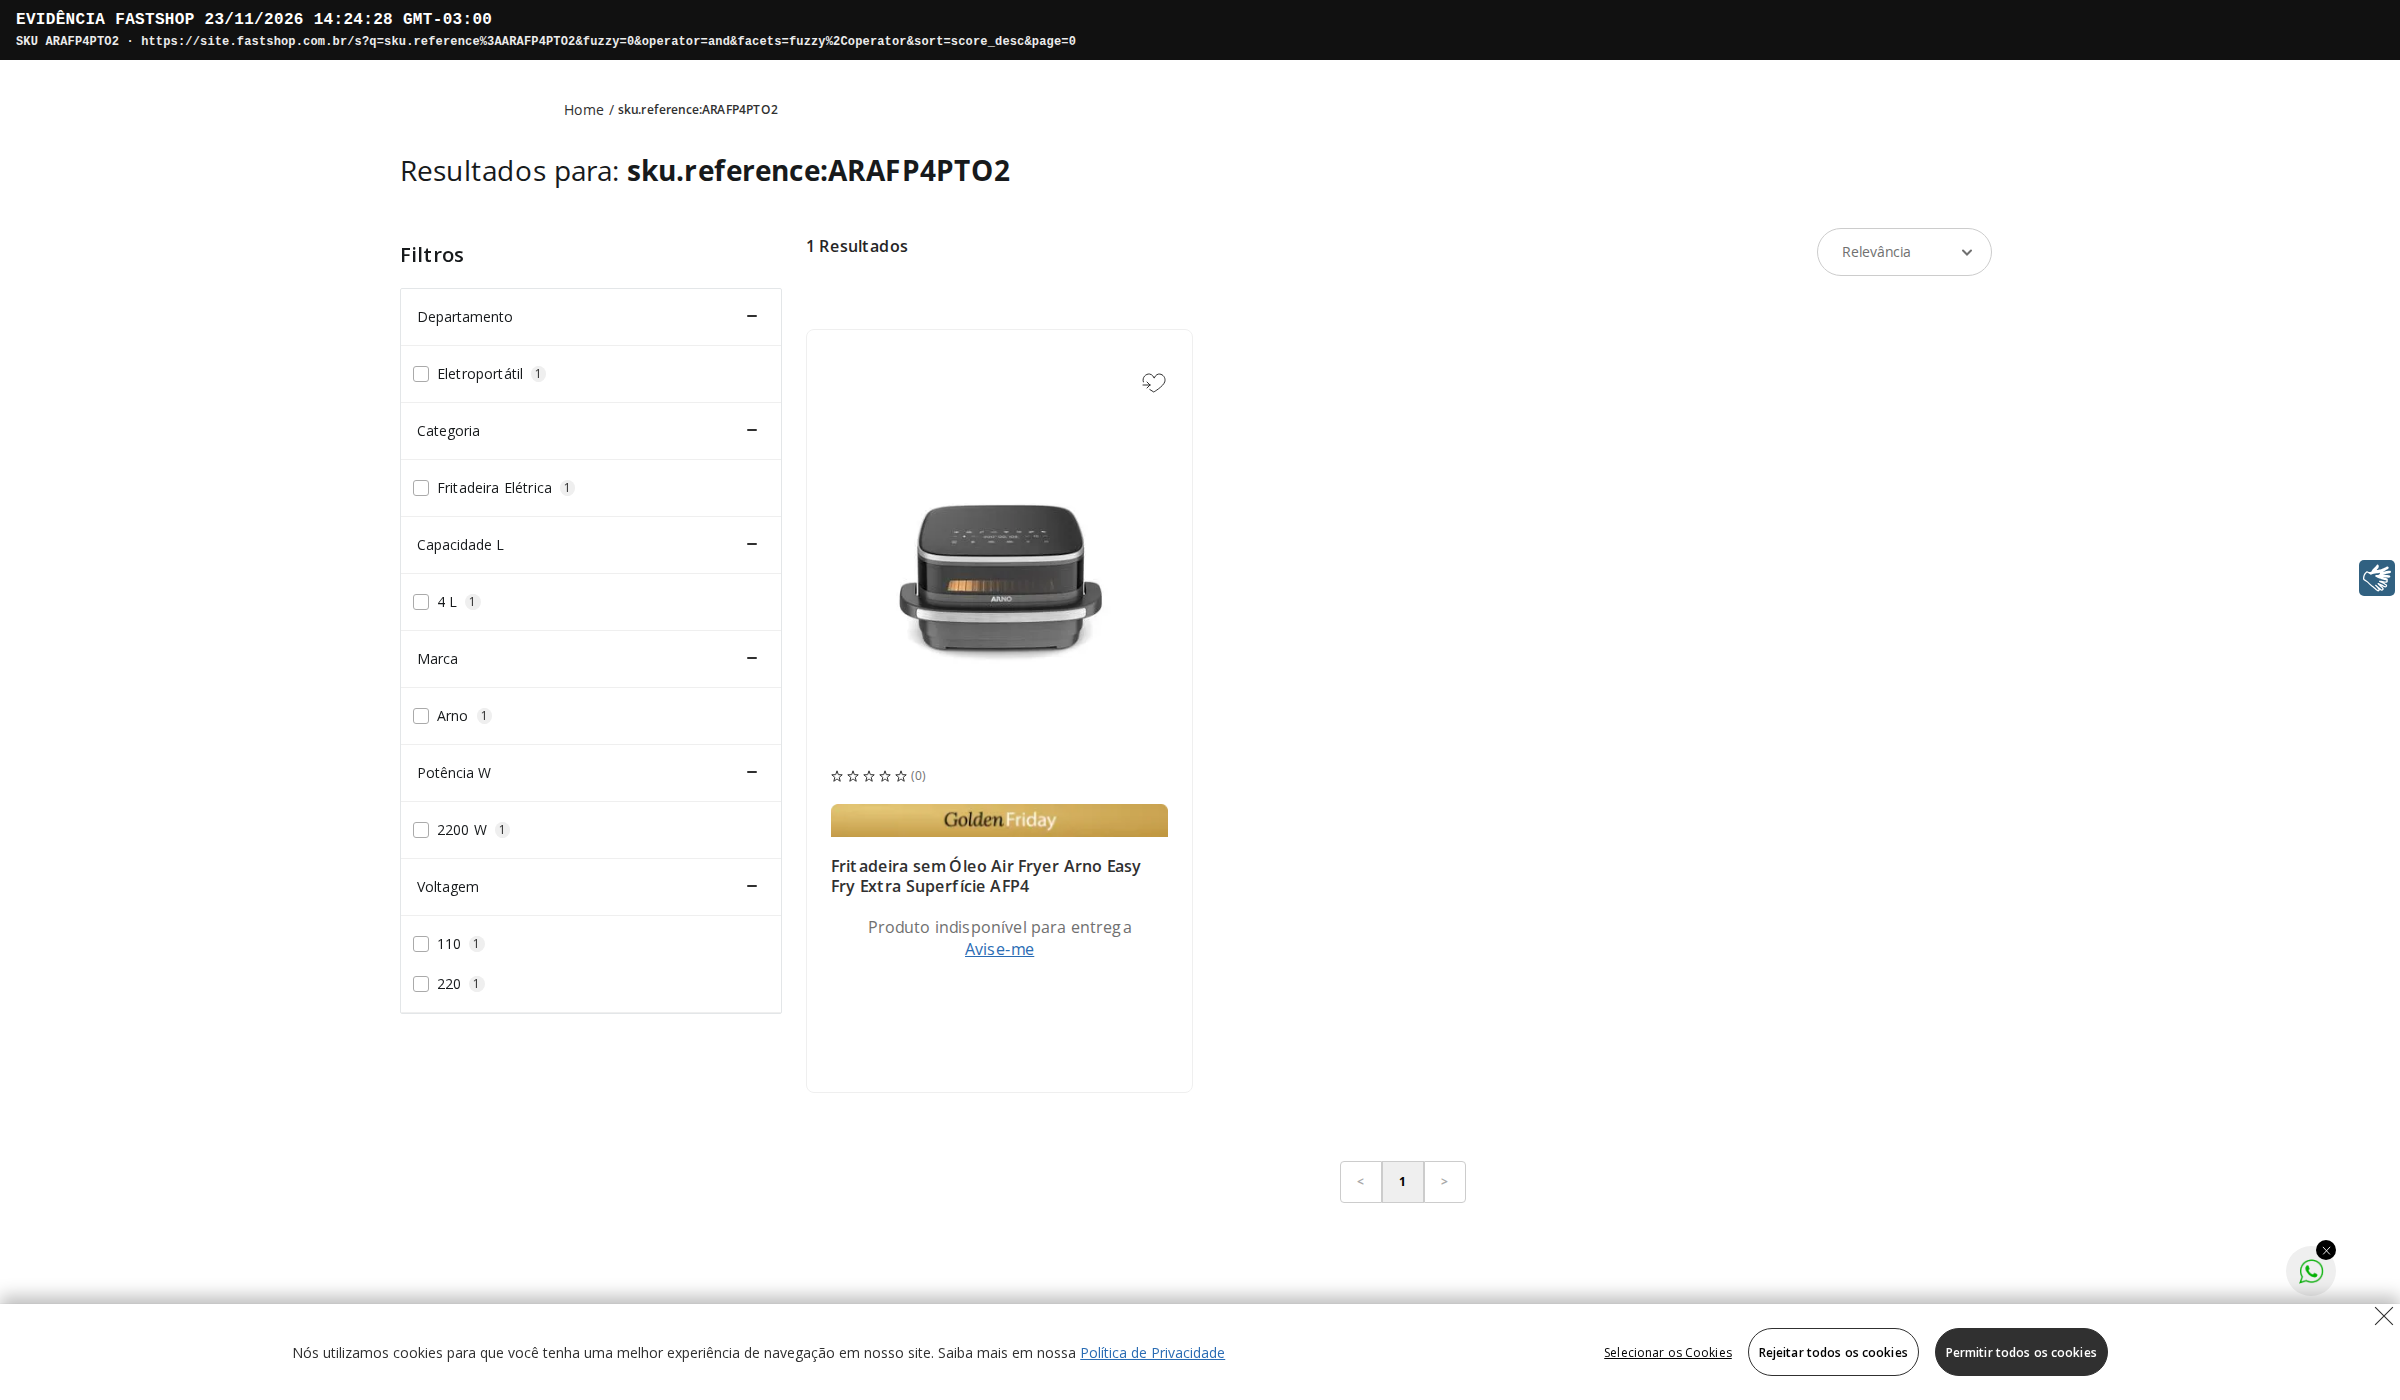 EVIDÊNCIA FASTSHOP 23/11/2026 14:24:28 GMT-03:00
SKU ARAFP4PTO2 · https://site.fastshop.com.br/s?q=sku.reference%3AARAFP4PTO2&fuzzy=0&operator=and&facets=fuzzy%2Coperator&sort=score_desc&page=0
Home / sku.reference:ARAFP4PTO2
Resultados para: sku.reference:ARAFP4PTO2
Filtros
1 Resultados
Relevância
Departamento
Eletroportátil 1
Categoria
Fritadeira Elétrica 1
Capacidade L
4 L 1
Marca
Arno 1
Potência W
2200 W 1
Voltagem
110 1
220 1
ARNO
(0)
Golden Friday
Fritadeira sem Óleo Air Fryer Arno Easy
Fry Extra Superfície AFP4
Produto indisponível para entrega
Avise-me
< 1 >
Nós utilizamos cookies para que você tenha uma melhor experiência de navegação em nosso site. Saiba mais em nossa Política de Privacidade
Selecionar os Cookies
Rejeitar todos os cookies
Permitir todos os cookies